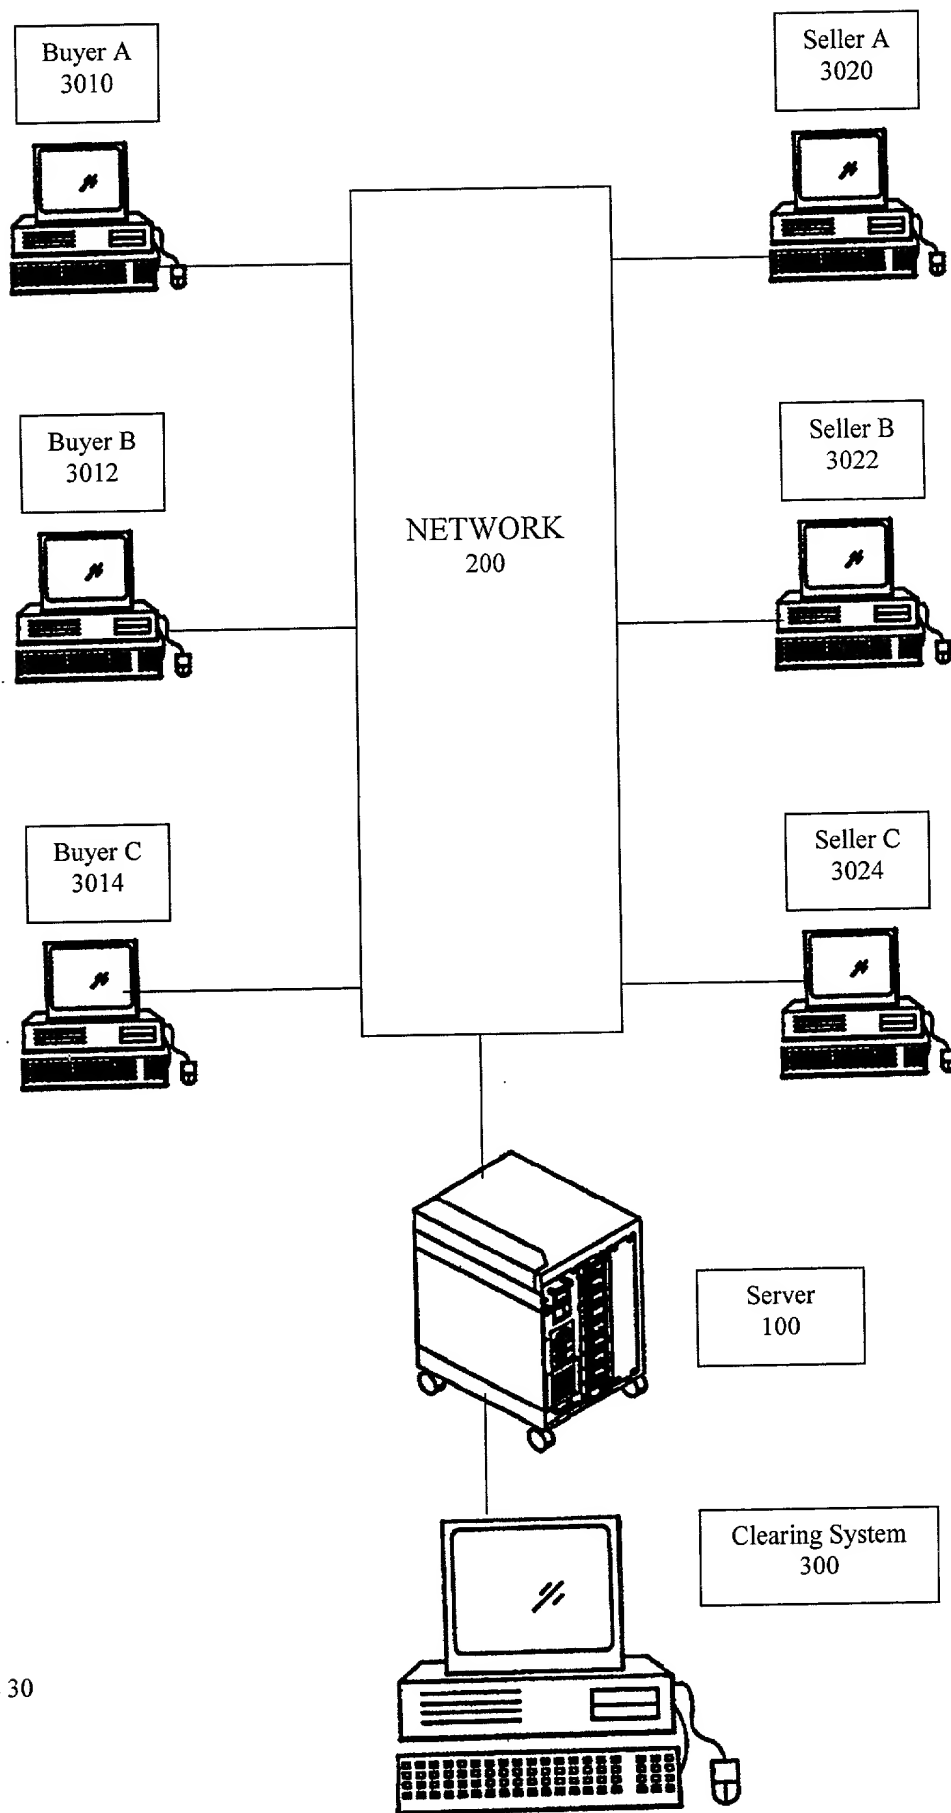 Buyer A
3010
Seller A
3020
Buyer B
3012
Seller B
3022
NETWORK
200
Buyer C
3014
Seller C
3024
Server
100
Clearing System
300
30